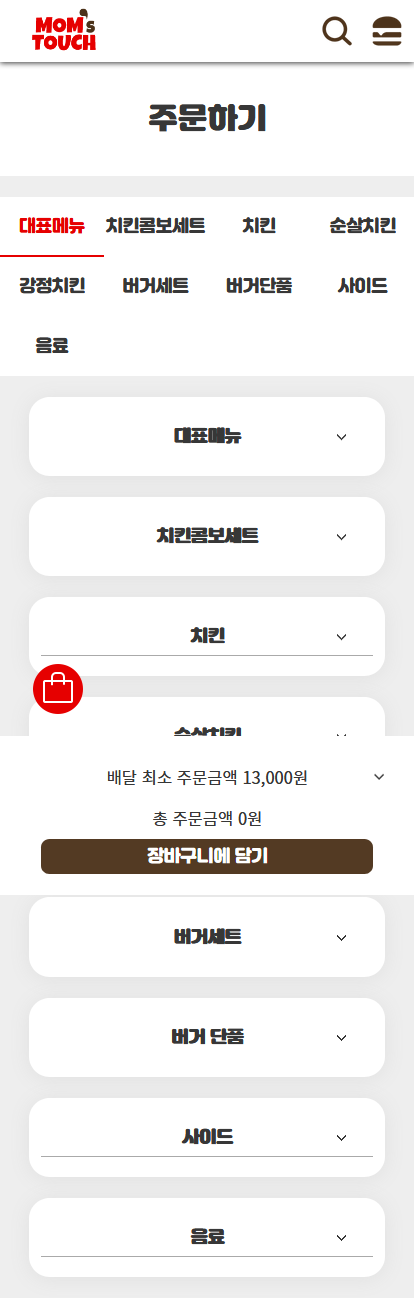 MOM's
TOUCH
주문하기
대표메뉴 치킨콤보세트 치킨 순살치킨
강정치킨 버거세트 버거단품 사이드
음료
대표메뉴
치킨콤보세트
치킨
순살치킨
배달 최소 주문금액 13,000원
총 주문금액 0원
장바구니에 담기
버거세트
버거 단품
사이드
음료